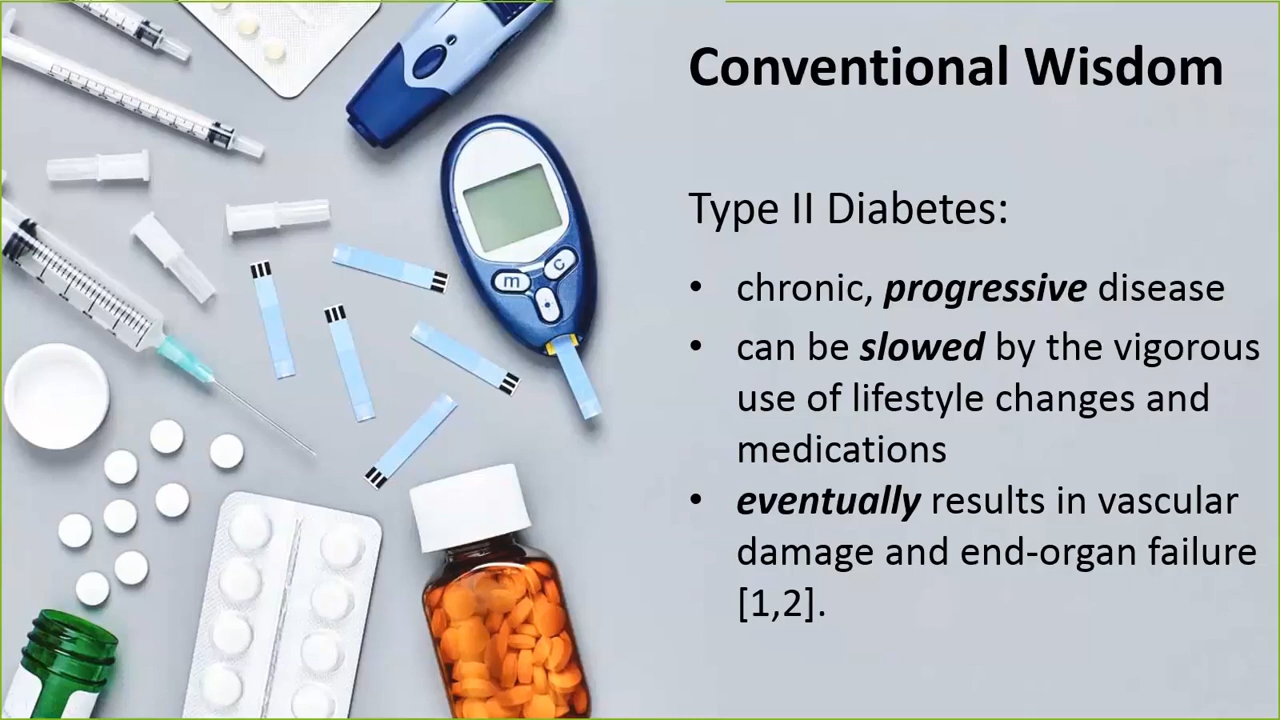 Conventional Wisdom
Type II Diabetes:
• chronic, progressive disease
• can be slowed by the vigorous
use of lifestyle changes and
medications
• eventually results in vascular
damage and end-organ failure
[1,2].
m
c